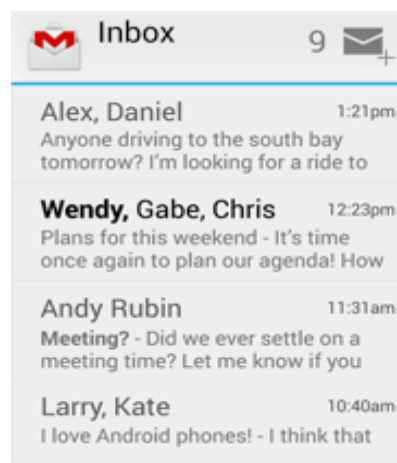 Inbox
9
Alex, Daniel 1:21pm
Anyone driving to the south bay
tomorrow? I'm looking for a ride to
Wendy, Gabe, Chris 12:23pm
Plans for this weekend - It's time
once again to plan our agenda! How
Andy Rubin 11:31am
Meeting? - Did we ever settle on a
meeting time? Let me know if you
Larry, Kate 10:40am
I love Android phones! - I think that